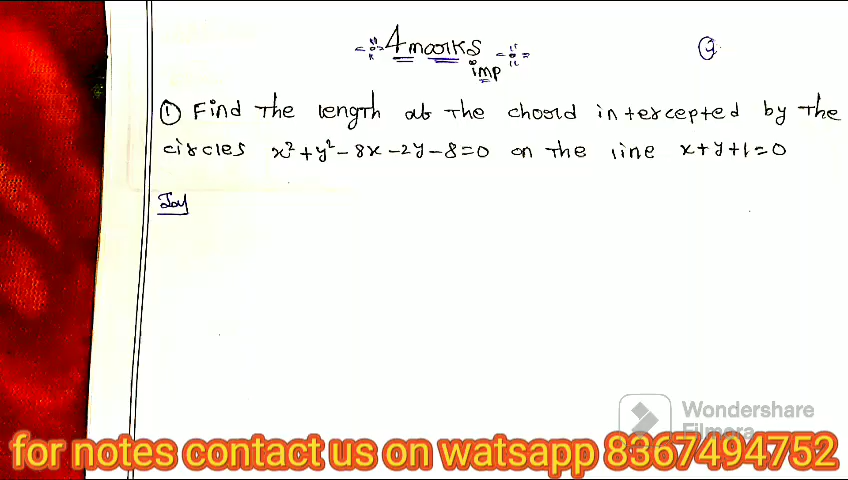 4 marks
imp
① Find the length of the chord intercepted by the
circles x²+y²-8x-2y-8=0 on the line x+y+1=0
Wondershare
Filmora
for notes contact us on watsapp 8367494752